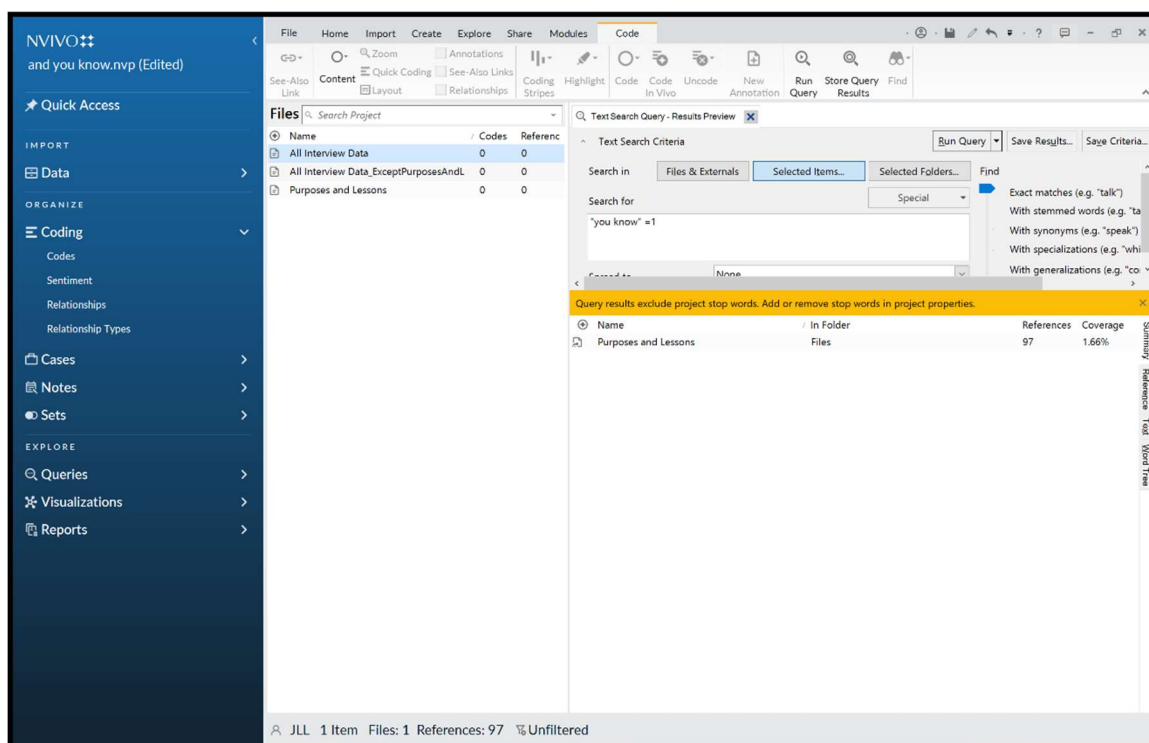 NVIVO
and you know.nvp (Edited)
Quick Access
IMPORT
Data
ORGANIZE
Coding
Codes
Sentiment
Relationships
Relationship Types
Cases
Notes
Sets
EXPLORE
Queries
Visualizations
Reports
File Home Import Create Explore Share Modules Code
See-Also Link
Content
Zoom
Quick Coding
Layout
Annotations
See-Also Links
Relationships
Coding Stripes
Highlight
Code
Code In Vivo
Uncode
New Annotation
Run Query
Store Query Results
Find
Files Search Project
Name Codes Referenc
All Interview Data 0 0
All Interview Data_ExceptPurposesAndL 0 0
Purposes and Lessons 0 0
Text Search Query - Results Preview
Text Search Criteria Run Query Save Results... Save Criteria...
Search in Files & Externals Selected Items... Selected Folders... Find
Search for Special
"you know" =1
Spread to None
Exact matches (e.g. "talk")
With stemmed words (e.g. "ta
With synonyms (e.g. "speak")
With specializations (e.g. "whi
With generalizations (e.g. "co
Query results exclude project stop words. Add or remove stop words in project properties.
Name In Folder References Coverage
Purposes and Lessons Files 97 1.66%
Summary
Reference
Text
Word Tree
JLL 1 Item Files: 1 References: 97 Unfiltered